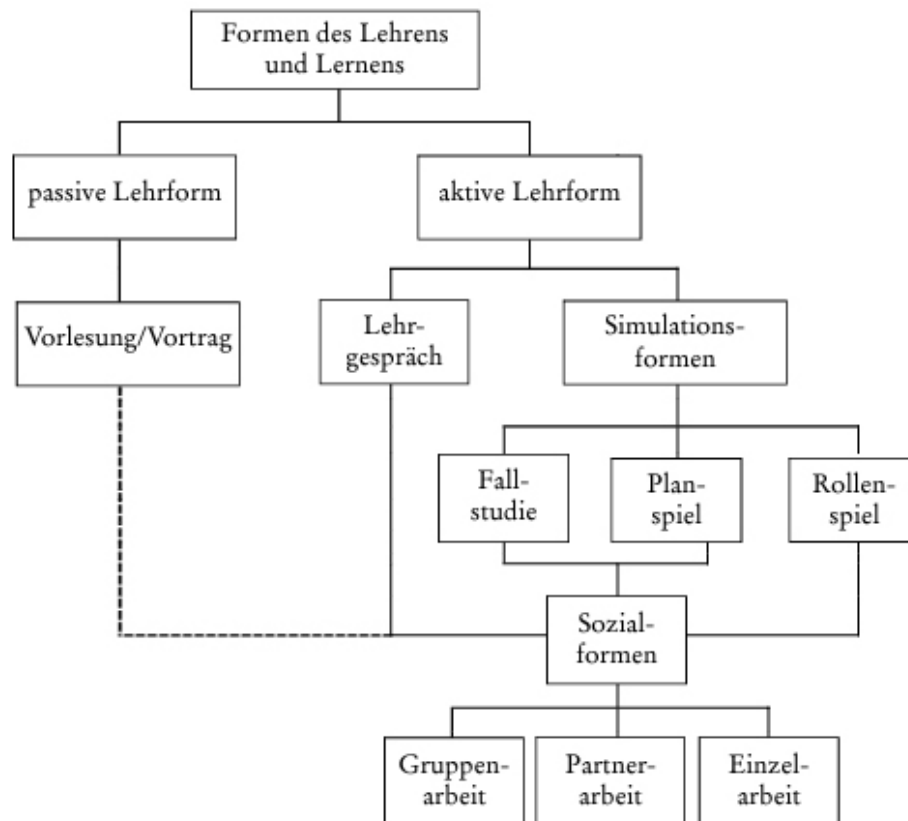 Formen des Lehrens
und Lernens
passive Lehrform
aktive Lehrform
Vorlesung/Vortrag
Lehr-
gespräch
Simulations-
formen
Fall-
studie
Plan-
spiel
Rollen-
spiel
Sozial-
formen
Gruppen-
arbeit
Partner-
arbeit
Einzel-
arbeit